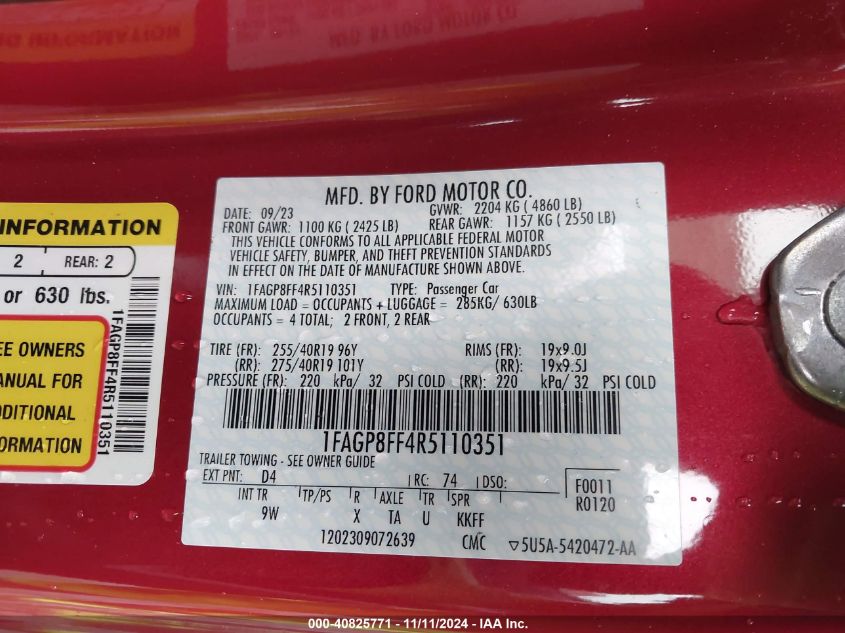 MFD. BY FORD MOTOR CO.
DATE: 09/23 GVWR: 2204 KG ( 4860 LB)
FRONT GAWR: 1100 KG ( 2425 LB) REAR GAWR: 1157 KG ( 2550 LB)
THIS VEHICLE CONFORMS TO ALL APPLICABLE FEDERAL MOTOR
VEHICLE SAFETY, BUMPER, AND THEFT PREVENTION STANDARDS
IN EFFECT ON THE DATE OF MANUFACTURE SHOWN ABOVE.
VIN: 1FAGP8FF4R5110351 TYPE: Passenger Car
MAXIMUM LOAD = OCCUPANTS + LUGGAGE = 285KG/ 630LB
OCCUPANTS = 4 TOTAL; 2 FRONT, 2 REAR
TIRE (FR): 255/40R19 96Y RIMS (FR): 19x9.0J
(RR): 275/40R19 101Y (RR): 19x9.5J
PRESSURE (FR): 220 kPa/ 32 PSI COLD (RR): 220 kPa/ 32 PSI COLD
1FAGP8FF4R5110351
TRAILER TOWING - SEE OWNER GUIDE
EXT PNT: D4 RC: 74 DSO:
F0011
R0120
INT TR TP/PS R AXLE TR SPR
9W X TA U KKFF
1202309072639 CMC ▽5U5A-5420472-AA
INFORMATION
2 REAR: 2
or 630 lbs.
EE OWNERS
ANUAL FOR
DDITIONAL
ORMATION
1FAGP8FF4R5110351
000-40825771 - 11/11/2024 - IAA Inc.